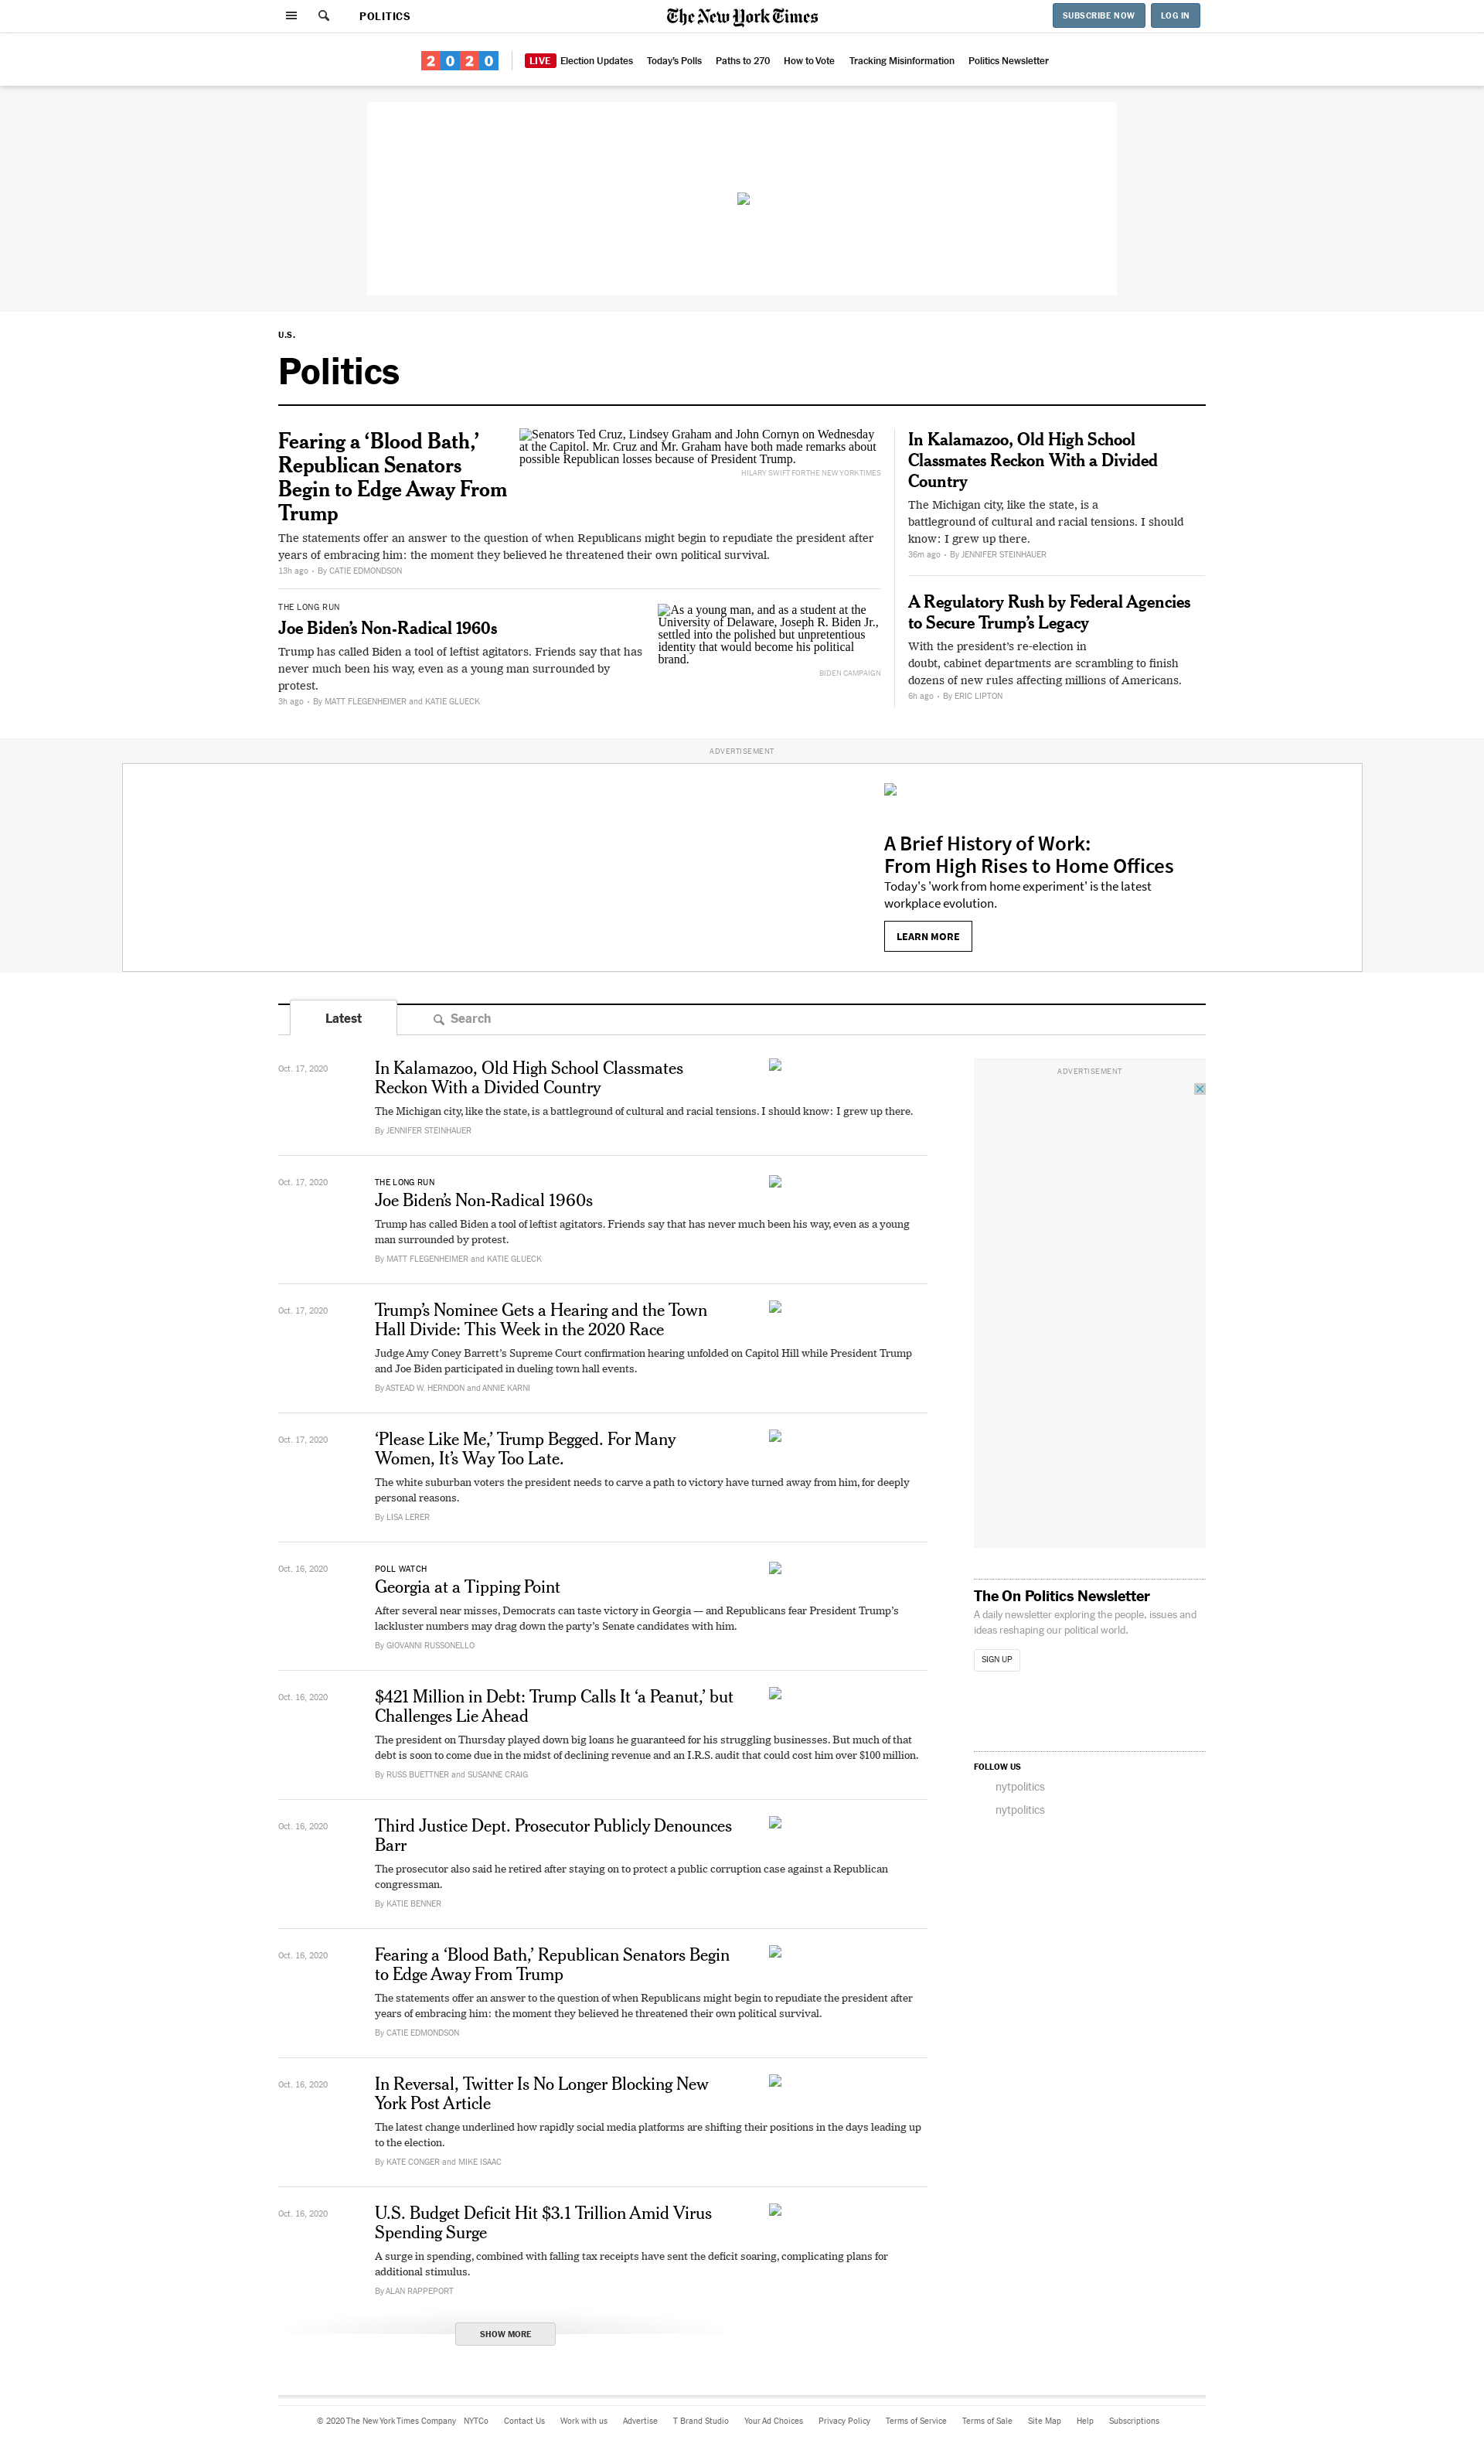 POLITICS
The New York Times
SUBSCRIBE NOW
LOG IN
2020
LIVE Election Updates
Today's Polls
Paths to 270
How to Vote
Tracking Misinformation
Politics Newsletter
U.S.
Politics
Fearing a ‘Blood Bath,’
Republican Senators
Begin to Edge Away From
Trump
Senators Ted Cruz, Lindsey Graham and John Cornyn on Wednesday
at the Capitol. Mr. Cruz and Mr. Graham have both made remarks about
possible Republican losses because of President Trump.
HILARY SWIFT FOR THE NEW YORK TIMES
The statements offer an answer to the question of when Republicans might begin to repudiate the president after
years of embracing him: the moment they believed he threatened their own political survival.
13h ago • By CATIE EDMONDSON
THE LONG RUN
Joe Biden’s Non-Radical 1960s
Trump has called Biden a tool of leftist agitators. Friends say that has
never much been his way, even as a young man surrounded by
protest.
3h ago • By MATT FLEGENHEIMER and KATIE GLUECK
As a young man, and as a student at the
University of Delaware, Joseph R. Biden Jr.,
settled into the polished but unpretentious
identity that would become his political
brand.
BIDEN CAMPAIGN
In Kalamazoo, Old High School
Classmates Reckon With a Divided
Country
The Michigan city, like the state, is a
battleground of cultural and racial tensions. I should
know: I grew up there.
36m ago • By JENNIFER STEINHAUER
A Regulatory Rush by Federal Agencies
to Secure Trump’s Legacy
With the president’s re-election in
doubt, cabinet departments are scrambling to finish
dozens of new rules affecting millions of Americans.
6h ago • By ERIC LIPTON
ADVERTISEMENT
A Brief History of Work:
From High Rises to Home Offices
Today's 'work from home experiment' is the latest
workplace evolution.
LEARN MORE
Latest
Search
Oct. 17, 2020
In Kalamazoo, Old High School Classmates
Reckon With a Divided Country
The Michigan city, like the state, is a battleground of cultural and racial tensions. I should know: I grew up there.
By JENNIFER STEINHAUER
Oct. 17, 2020
THE LONG RUN
Joe Biden’s Non-Radical 1960s
Trump has called Biden a tool of leftist agitators. Friends say that has never much been his way, even as a young
man surrounded by protest.
By MATT FLEGENHEIMER and KATIE GLUECK
Oct. 17, 2020
Trump’s Nominee Gets a Hearing and the Town
Hall Divide: This Week in the 2020 Race
Judge Amy Coney Barrett’s Supreme Court confirmation hearing unfolded on Capitol Hill while President Trump
and Joe Biden participated in dueling town hall events.
By ASTEAD W. HERNDON and ANNIE KARNI
Oct. 17, 2020
‘Please Like Me,’ Trump Begged. For Many
Women, It’s Way Too Late.
The white suburban voters the president needs to carve a path to victory have turned away from him, for deeply
personal reasons.
By LISA LERER
Oct. 16, 2020
POLL WATCH
Georgia at a Tipping Point
After several near misses, Democrats can taste victory in Georgia — and Republicans fear President Trump’s
lackluster numbers may drag down the party’s Senate candidates with him.
By GIOVANNI RUSSONELLO
Oct. 16, 2020
$421 Million in Debt: Trump Calls It ‘a Peanut,’ but
Challenges Lie Ahead
The president on Thursday played down big loans he guaranteed for his struggling businesses. But much of that
debt is soon to come due in the midst of declining revenue and an I.R.S. audit that could cost him over $100 million.
By RUSS BUETTNER and SUSANNE CRAIG
Oct. 16, 2020
Third Justice Dept. Prosecutor Publicly Denounces
Barr
The prosecutor also said he retired after staying on to protect a public corruption case against a Republican
congressman.
By KATIE BENNER
Oct. 16, 2020
Fearing a ‘Blood Bath,’ Republican Senators Begin
to Edge Away From Trump
The statements offer an answer to the question of when Republicans might begin to repudiate the president after
years of embracing him: the moment they believed he threatened their own political survival.
By CATIE EDMONDSON
Oct. 16, 2020
In Reversal, Twitter Is No Longer Blocking New
York Post Article
The latest change underlined how rapidly social media platforms are shifting their positions in the days leading up
to the election.
By KATE CONGER and MIKE ISAAC
Oct. 16, 2020
U.S. Budget Deficit Hit $3.1 Trillion Amid Virus
Spending Surge
A surge in spending, combined with falling tax receipts have sent the deficit soaring, complicating plans for
additional stimulus.
By ALAN RAPPEPORT
SHOW MORE
ADVERTISEMENT
The On Politics Newsletter
A daily newsletter exploring the people, issues and
ideas reshaping our political world.
SIGN UP
FOLLOW US
nytpolitics
nytpolitics
© 2020 The New York Times Company NYTCo Contact Us Work with us Advertise T Brand Studio Your Ad Choices Privacy Policy Terms of Service Terms of Sale Site Map Help Subscriptions